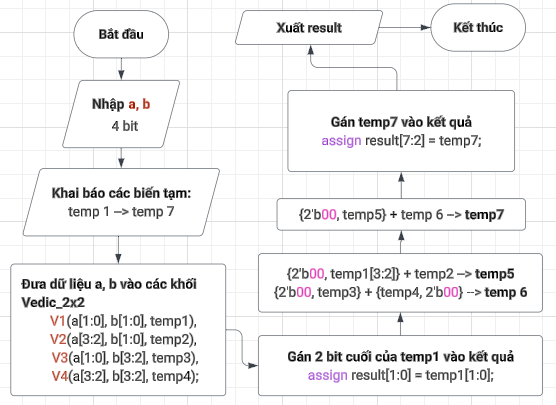 Bắt đầu
Nhập a, b
4 bit
Khai báo các biến tạm:
temp 1 –> temp 7
Đưa dữ liệu a, b vào các khối
Vedic_2x2
V1(a[1:0], b[1:0], temp1),
V2(a[3:2], b[1:0], temp2),
V3(a[1:0], b[3:2], temp3),
V4(a[3:2], b[3:2], temp4);
Gán 2 bit cuối của temp1 vào kết quả
assign result[1:0] = temp1[1:0];
{2'b00, temp1[3:2]} + temp2 –> temp5
{2'b00, temp3} + {temp4, 2'b00} –> temp 6
{2'b00, temp5} + temp 6 –> temp7
Gán temp7 vào kết quả
assign result[7:2] = temp7;
Xuất result
Kết thúc